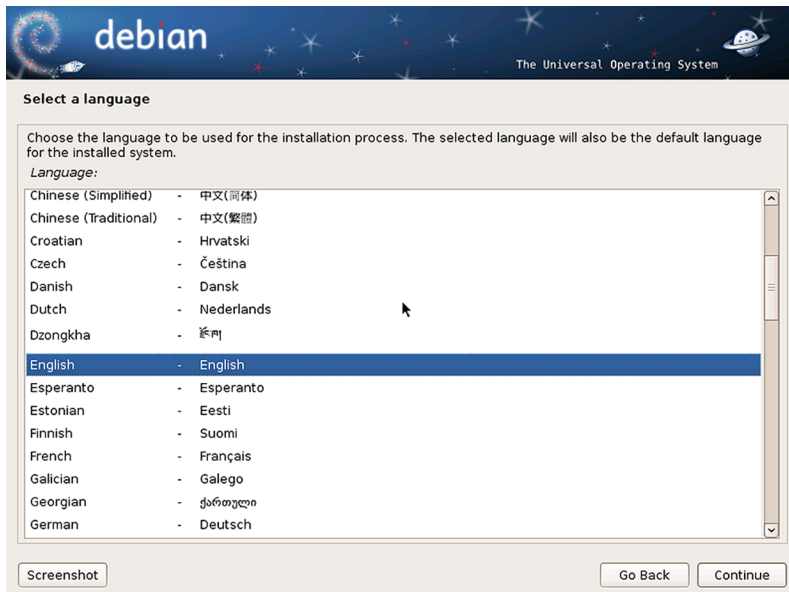 debian
The Universal Operating System
Select a language
Choose the language to be used for the installation process. The selected language will also be the default language
for the installed system.
Language:
Chinese (Simplified) - 中文(简体)
Chinese (Traditional) - 中文(繁體)
Croatian - Hrvatski
Czech - Čeština
Danish - Dansk
Dutch - Nederlands
Dzongkha - རྫོང་ཁ།
English - English
Esperanto - Esperanto
Estonian - Eesti
Finnish - Suomi
French - Français
Galician - Galego
Georgian - ქართული
German - Deutsch
Screenshot Go Back Continue